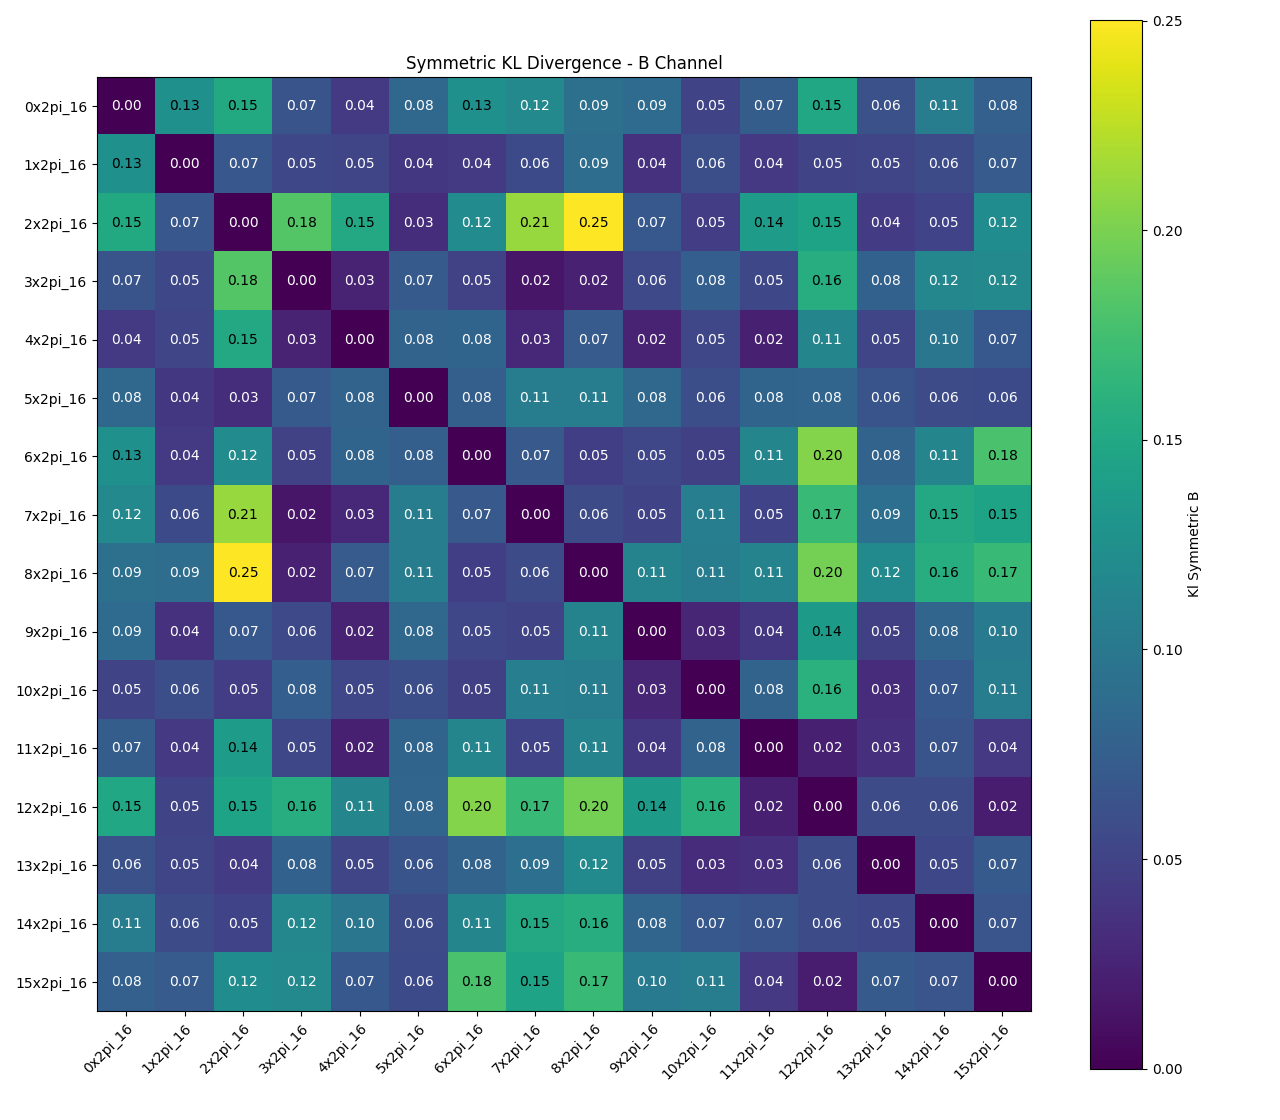 Symmetric KL Divergence - B Channel
0x2pi_16 0.00 0.13 0.15 0.07 0.04 0.08 0.13 0.12 0.09 0.09 0.05 0.07 0.15 0.06 0.11 0.08
1x2pi_16 0.13 0.00 0.07 0.05 0.05 0.04 0.04 0.06 0.09 0.04 0.06 0.04 0.05 0.05 0.06 0.07
2x2pi_16 0.15 0.07 0.00 0.18 0.15 0.03 0.12 0.21 0.25 0.07 0.05 0.14 0.15 0.04 0.05 0.12
3x2pi_16 0.07 0.05 0.18 0.00 0.03 0.07 0.05 0.02 0.02 0.06 0.08 0.05 0.16 0.08 0.12 0.12
4x2pi_16 0.04 0.05 0.15 0.03 0.00 0.08 0.08 0.03 0.07 0.02 0.05 0.02 0.11 0.05 0.10 0.07
5x2pi_16 0.08 0.04 0.03 0.07 0.08 0.00 0.08 0.11 0.11 0.08 0.06 0.08 0.08 0.06 0.06 0.06
6x2pi_16 0.13 0.04 0.12 0.05 0.08 0.08 0.00 0.07 0.05 0.05 0.05 0.11 0.20 0.08 0.11 0.18
7x2pi_16 0.12 0.06 0.21 0.02 0.03 0.11 0.07 0.00 0.06 0.05 0.11 0.05 0.17 0.09 0.15 0.15
8x2pi_16 0.09 0.09 0.25 0.02 0.07 0.11 0.05 0.06 0.00 0.11 0.11 0.11 0.20 0.12 0.16 0.17
9x2pi_16 0.09 0.04 0.07 0.06 0.02 0.08 0.05 0.05 0.11 0.00 0.03 0.04 0.14 0.05 0.08 0.10
10x2pi_16 0.05 0.06 0.05 0.08 0.05 0.06 0.05 0.11 0.11 0.03 0.00 0.08 0.16 0.03 0.07 0.11
11x2pi_16 0.07 0.04 0.14 0.05 0.02 0.08 0.11 0.05 0.11 0.04 0.08 0.00 0.02 0.03 0.07 0.04
12x2pi_16 0.15 0.05 0.15 0.16 0.11 0.08 0.20 0.17 0.20 0.14 0.16 0.02 0.00 0.06 0.06 0.02
13x2pi_16 0.06 0.05 0.04 0.08 0.05 0.06 0.08 0.09 0.12 0.05 0.03 0.03 0.06 0.00 0.05 0.07
14x2pi_16 0.11 0.06 0.05 0.12 0.10 0.06 0.11 0.15 0.16 0.08 0.07 0.07 0.06 0.05 0.00 0.07
15x2pi_16 0.08 0.07 0.12 0.12 0.07 0.06 0.18 0.15 0.17 0.10 0.11 0.04 0.02 0.07 0.07 0.00
0x2pi_16 1x2pi_16 2x2pi_16 3x2pi_16 4x2pi_16 5x2pi_16 6x2pi_16 7x2pi_16 8x2pi_16 9x2pi_16 10x2pi_16 11x2pi_16 12x2pi_16 13x2pi_16 14x2pi_16 15x2pi_16
0.25
0.20
0.15
0.10
0.05
0.00
Kl Symmetric B